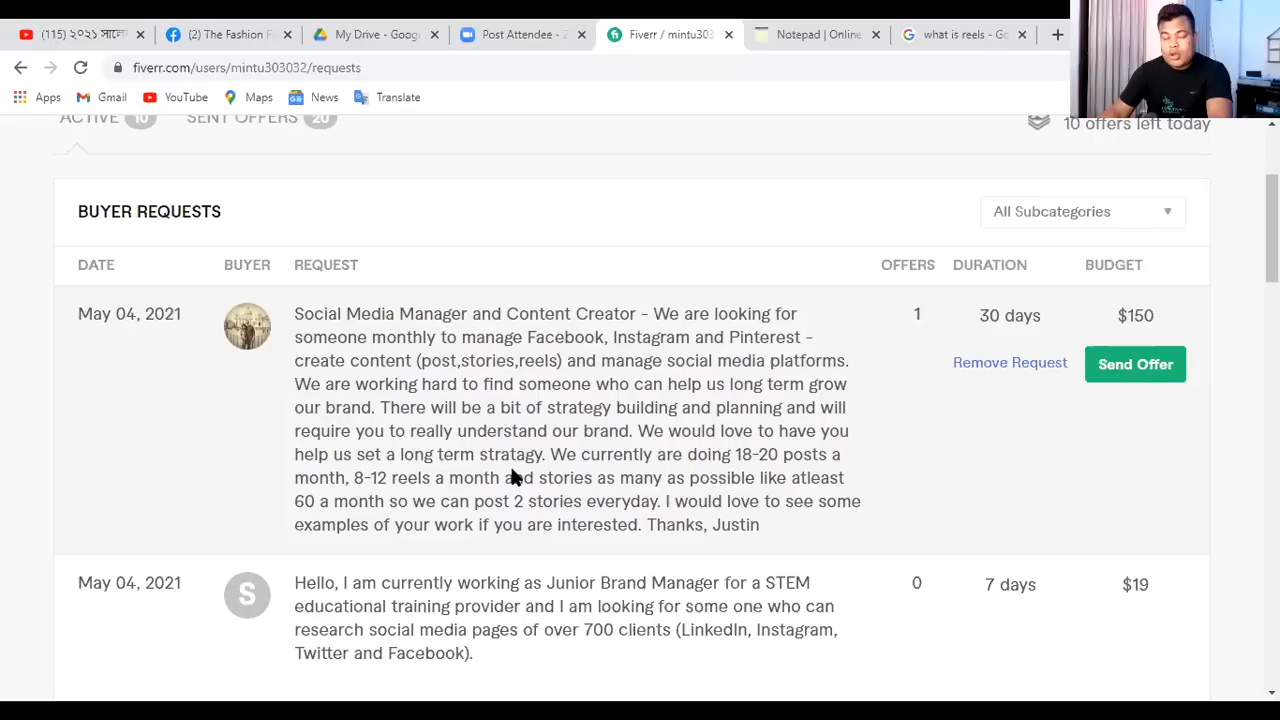 (11) ২০২১ সালে
(2) The Fashion F
My Drive - Goog
Post Attendee - Z
Fiverr / mintu303
Notepad | Online
what is reels - Go
fiverr.com/users/mintu303032/requests
Apps Gmail YouTube Maps News Translate
ACTIVE 10 SENT OFFERS 20
10 offers left today
BUYER REQUESTS
All Subcategories
DATE BUYER REQUEST OFFERS DURATION BUDGET
May 04, 2021
Social Media Manager and Content Creator - We are looking for
someone monthly to manage Facebook, Instagram and Pinterest -
create content (post,stories,reels) and manage social media platforms.
We are working hard to find someone who can help us long term grow
our brand. There will be a bit of strategy building and planning and will
require you to really understand our brand. We would love to have you
help us set a long term stratagy. We currently are doing 18-20 posts a
month, 8-12 reels a month and stories as many as possible like atleast
60 a month so we can post 2 stories everyday. I would love to see some
examples of your work if you are interested. Thanks, Justin
1 30 days $150
Remove Request Send Offer
May 04, 2021
S
Hello, I am currently working as Junior Brand Manager for a STEM
educational training provider and I am looking for some one who can
research social media pages of over 700 clients (LinkedIn, Instagram,
Twitter and Facebook).
0 7 days $19